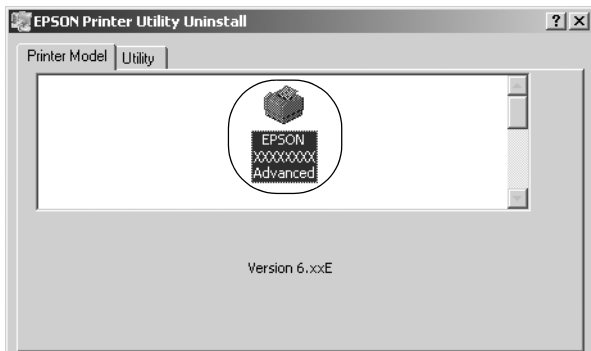 EPSON Printer Utility Uninstall
Printer Model
Utility
EPSON
XXXXXXXX
Advanced
Version 6.xxE